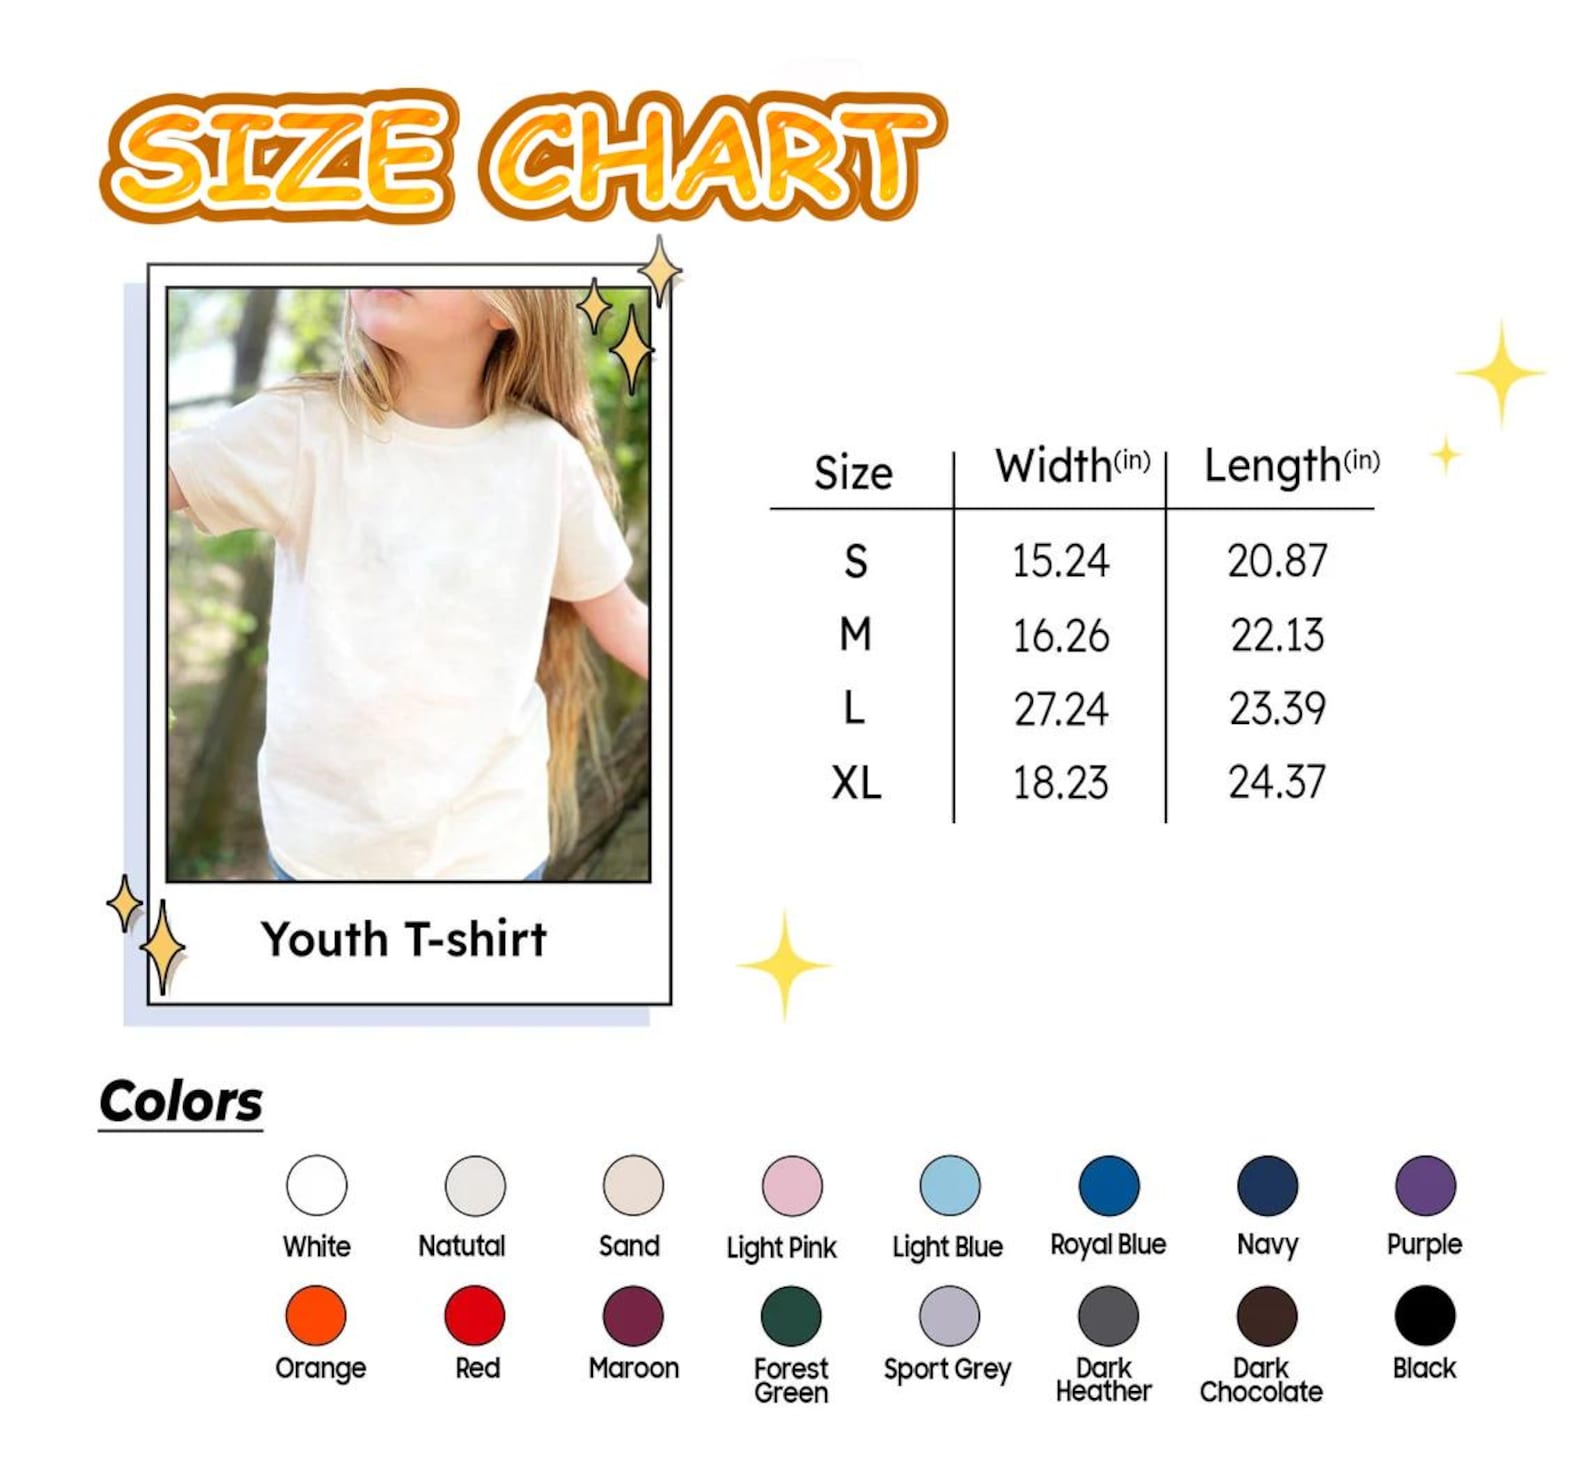 SIZE CHART
Size Width(in) Length(in)
S 15.24 20.87
M 16.26 22.13
L 27.24 23.39
XL 18.23 24.37
Youth T-shirt
Colors
White Natutal Sand Light Pink Light Blue Royal Blue Navy Purple
Orange Red Maroon Forest Green Sport Grey Dark Heather Dark Chocolate Black